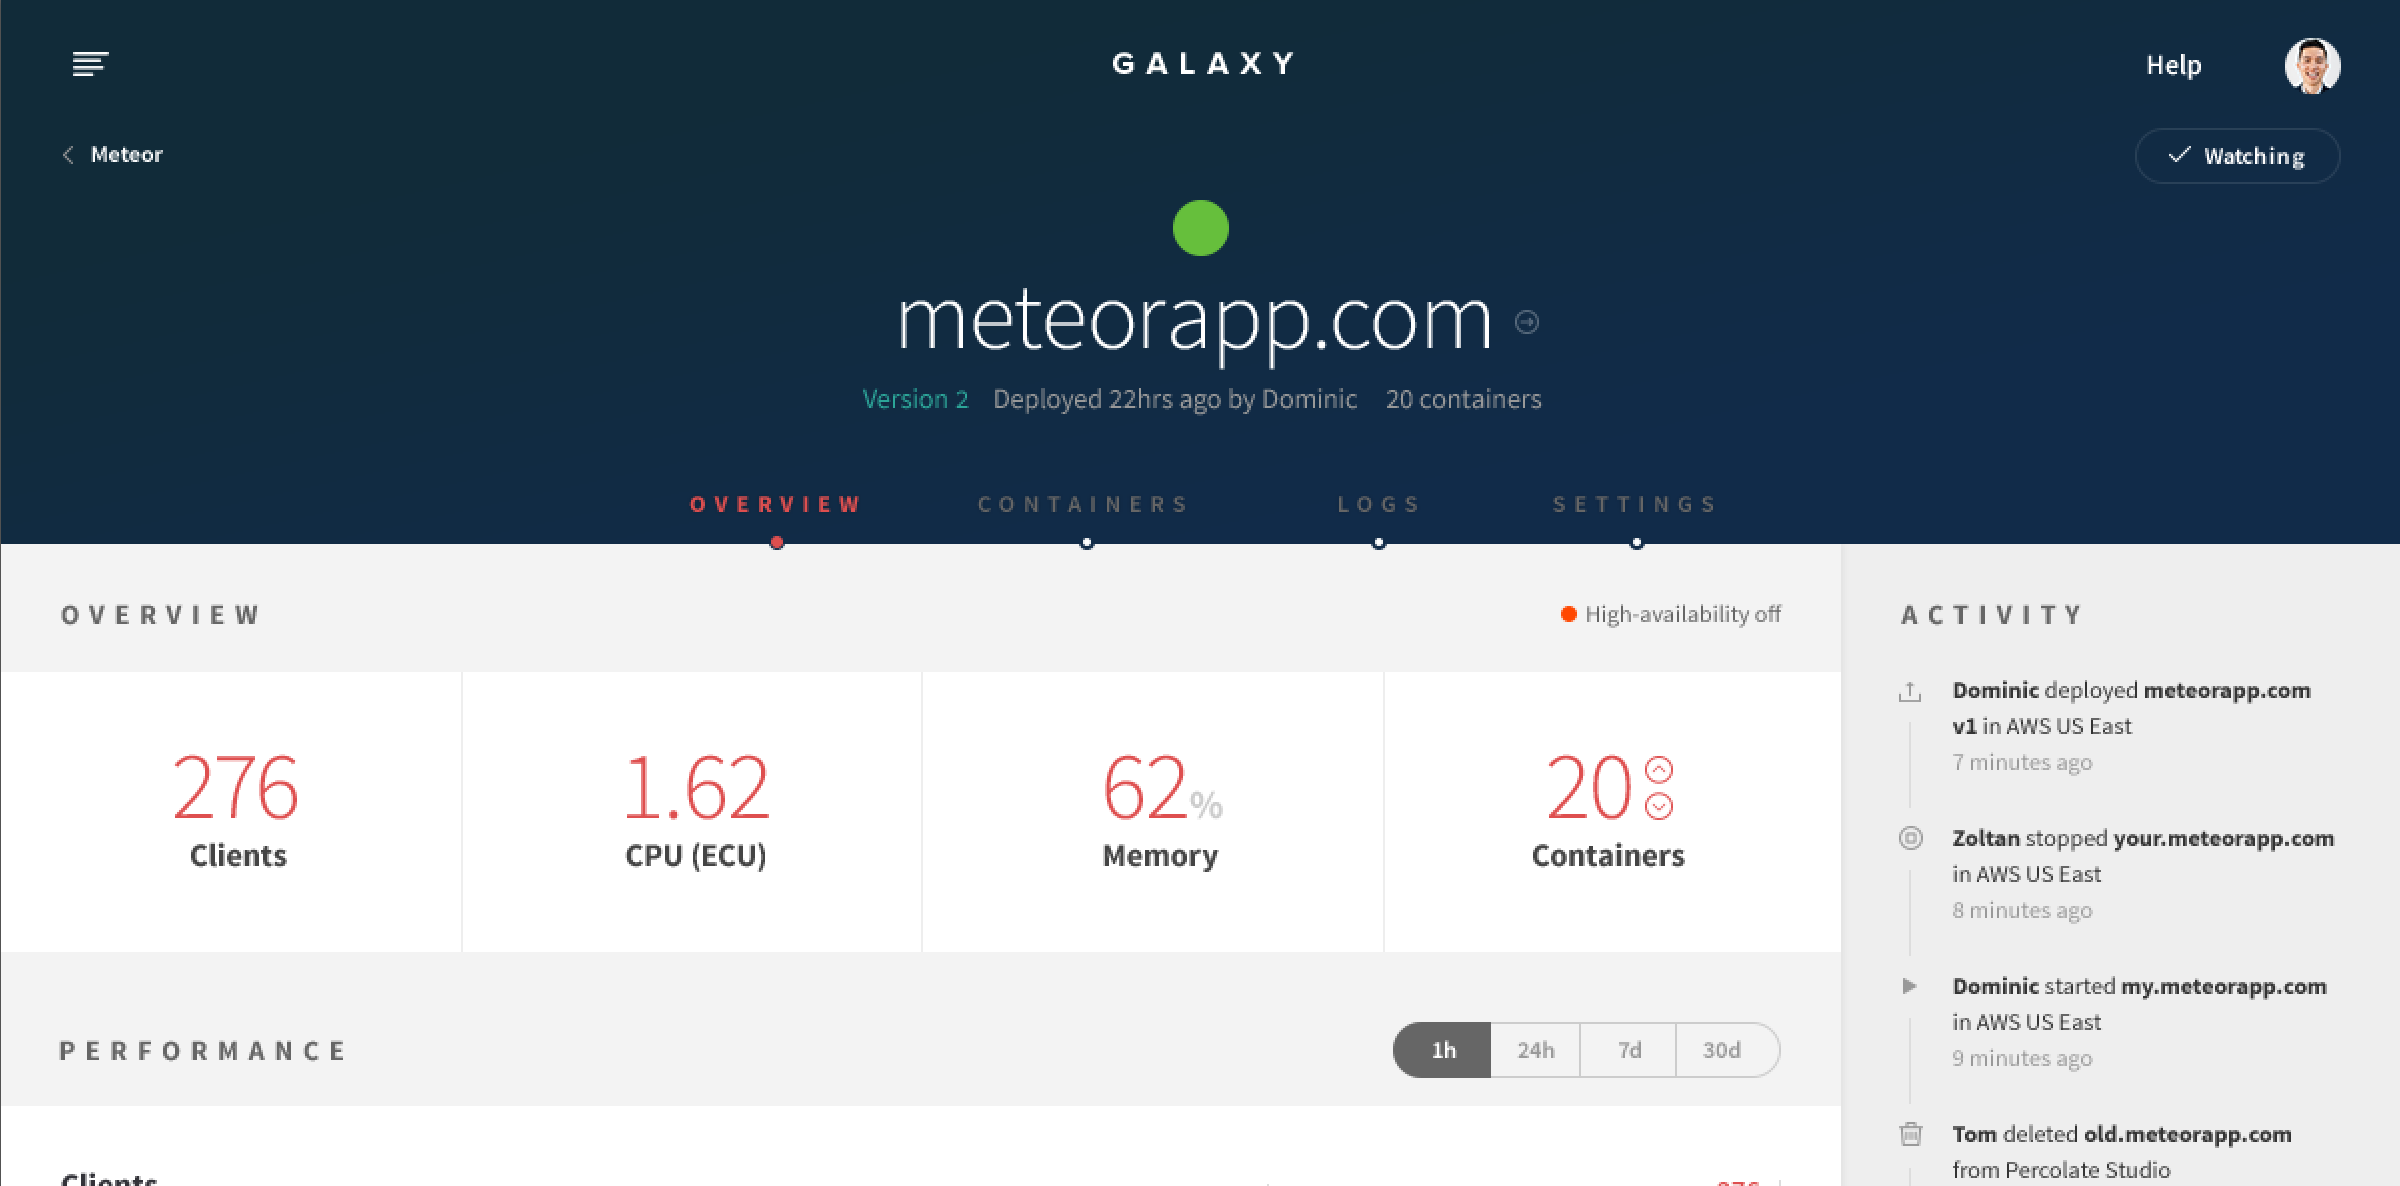 GALAXY
Help
Meteor
Watching
meteorapp.com
Version 2 Deployed 22hrs ago by Dominic 20 containers
OVERVIEW CONTAINERS LOGS SETTINGS
OVERVIEW
High-availability off
276
Clients
1.62
CPU (ECU)
62%
Memory
20
Containers
PERFORMANCE
1h 24h 7d 30d
Clients
276
ACTIVITY
Dominic deployed meteorapp.com
v1 in AWS US East
7 minutes ago
Zoltan stopped your.meteorapp.com
in AWS US East
8 minutes ago
Dominic started my.meteorapp.com
in AWS US East
9 minutes ago
Tom deleted old.meteorapp.com
from Percolate Studio